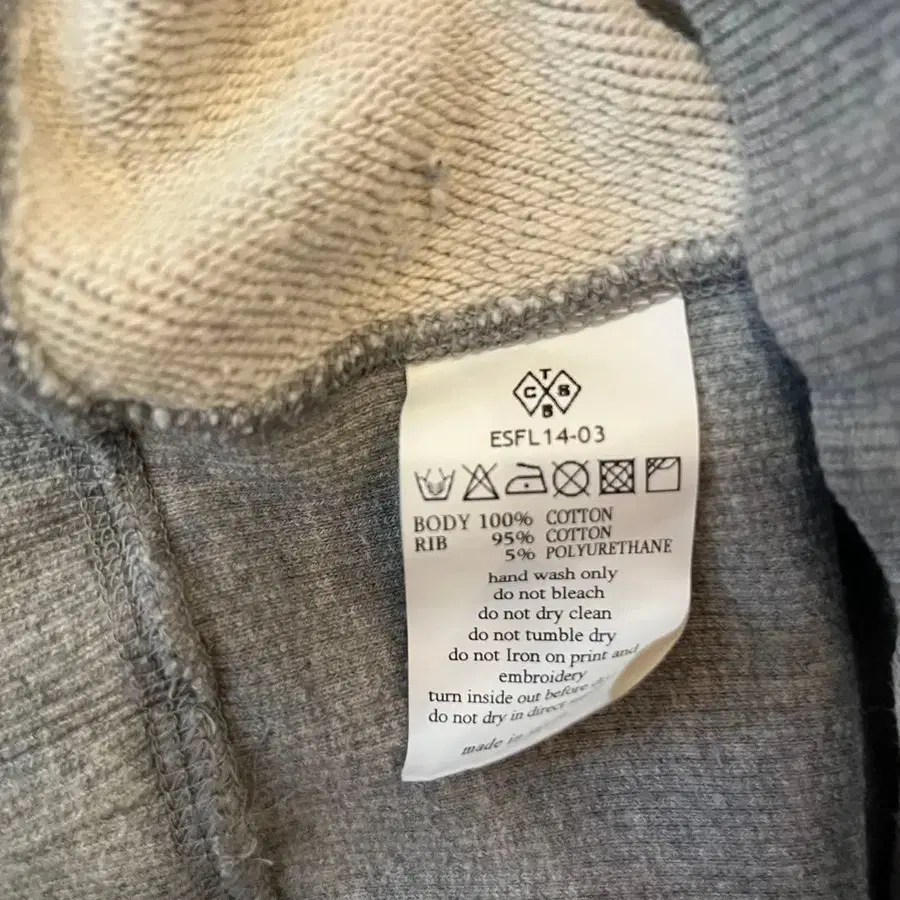 T
C B
B
ESFL14-03
BODY 100% COTTON
RIB 95% COTTON
5% POLYURETHANE
hand wash only
do not bleach
do not dry clean
do not tumble dry
do not Iron on print and
embroidery
turn inside out before
do not dry in direct
made in